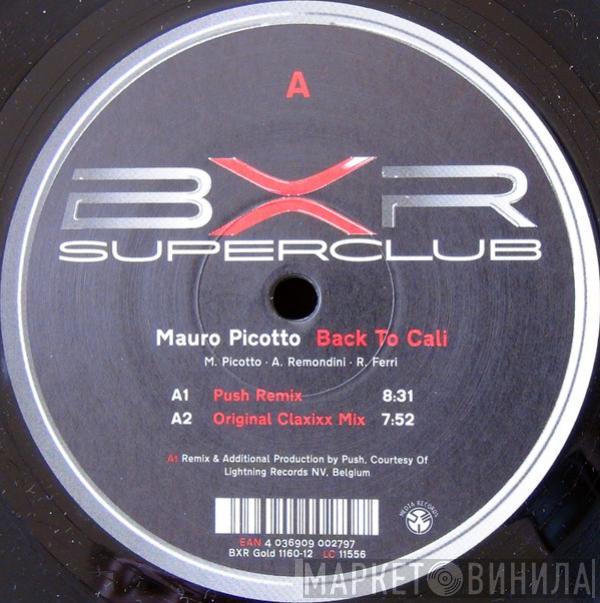 A
BXR
SUPERCLUB
Mauro Picotto Back To Cali
M. Picotto · A. Remondini · R. Ferri
A1 Push Remix 8:31
A2 Original Claxixx Mix 7:52
A1 Remix & Additional Production by Push, Courtesy Of
Lightning Records NV, Belgium
MEDIA RECORDS
EAN 4 036909 002797
BXR Gold 1160-12 LC 11556
МАРКЕТ ВИНИЛА